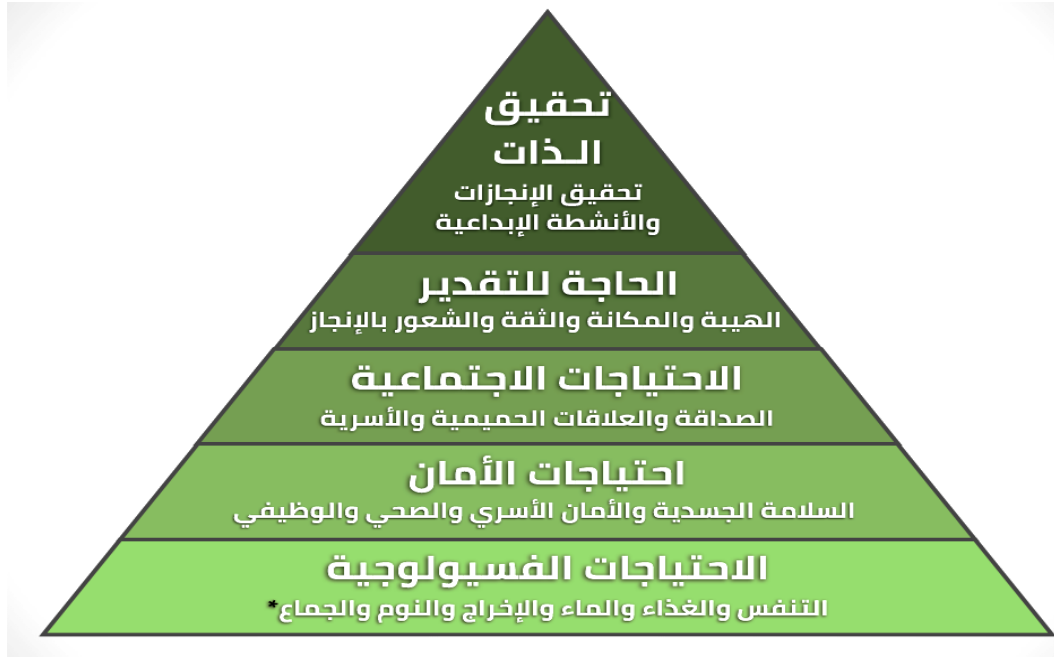 تحقيق
الـذات
تحقيق الإنجازات
والأنشطة الإبداعية
الحاجة للتقدير
الهيبة والمكانة والثقة والشعور بالإنجاز
الاحتياجات الاجتماعية
الصداقة والعلاقات الحميمية والأسرية
احتياجات الأمان
السلامة الجسدية والأمان الأسري والصحي والوظيفي
الاحتياجات الفسيولوجية
التنفس والغذاء والماء والإخراج والنوم والجماع*